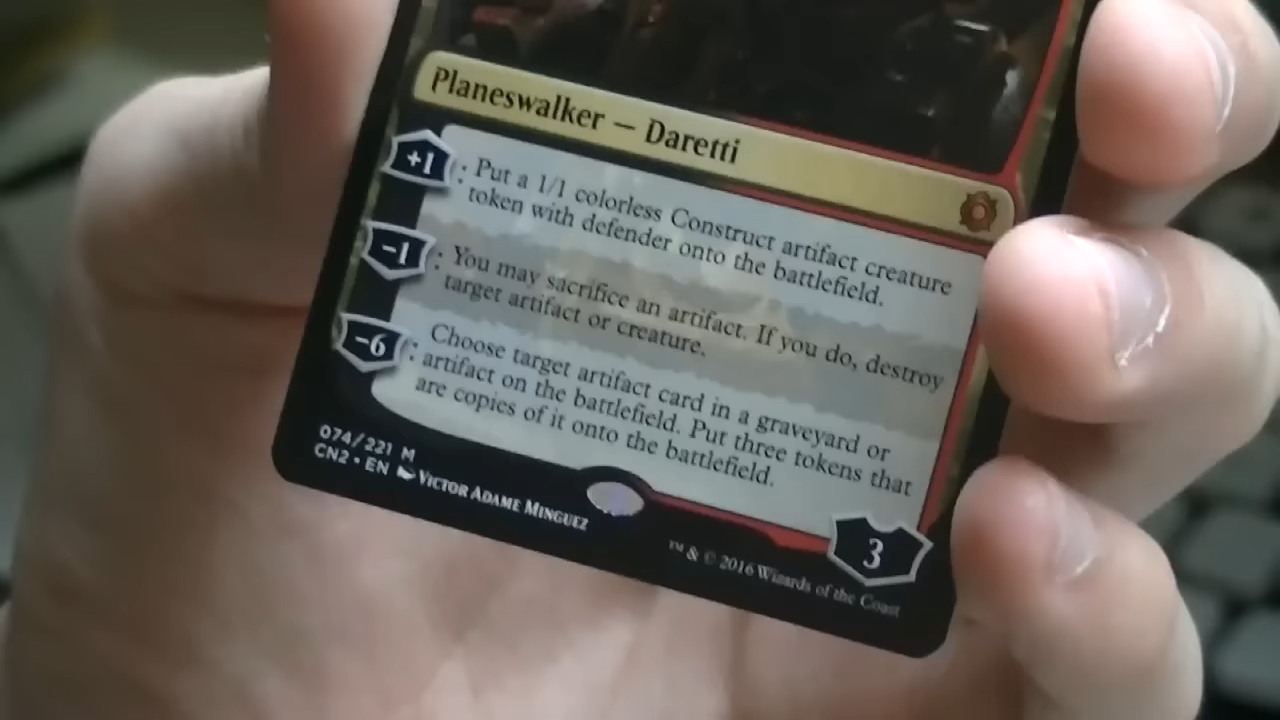 Planeswalker — Daretti
+1: Put a 1/1 colorless Construct artifact creature
token with defender onto the battlefield.
−1: You may sacrifice an artifact. If you do, destroy
target artifact or creature.
−6: Choose target artifact card in a graveyard or
artifact on the battlefield. Put three tokens that
are copies of it onto the battlefield.
3
074/221 M
CN2 • EN VICTOR ADAME MINGUEZ
™ & © 2016 Wizards of the Coast